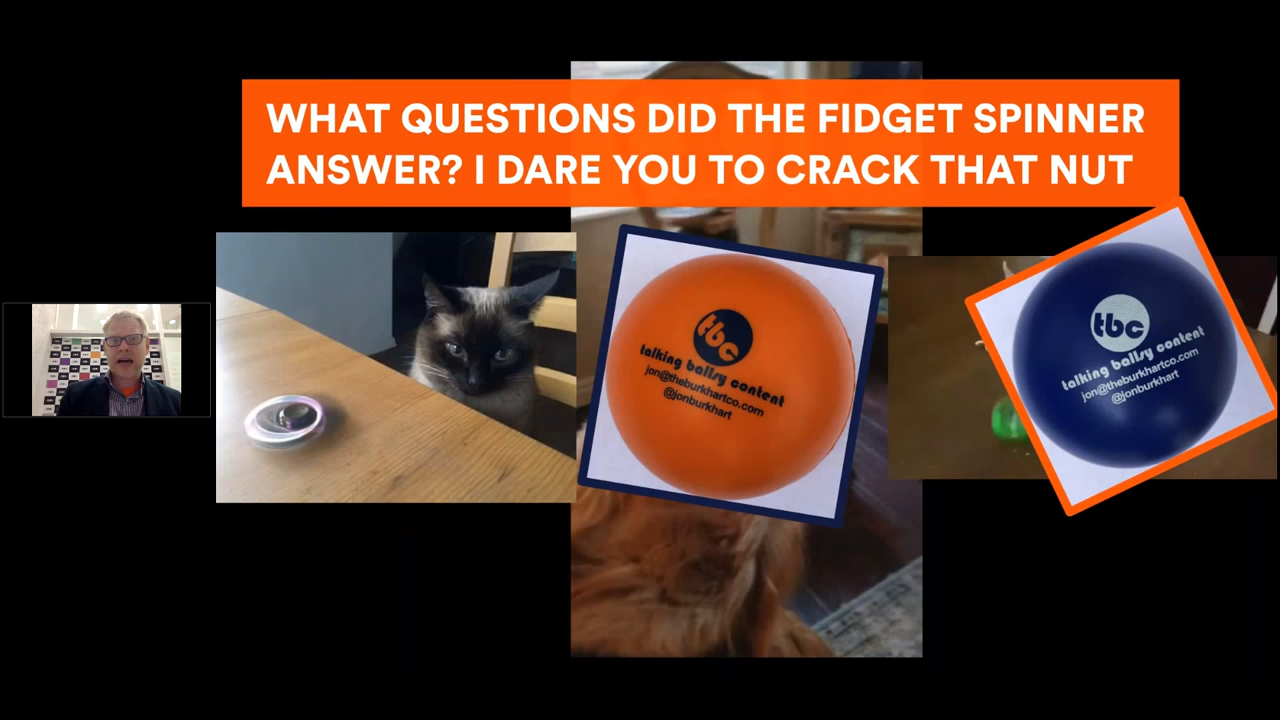 WHAT QUESTIONS DID THE FIDGET SPINNER
ANSWER? I DARE YOU TO CRACK THAT NUT
tbc
talking ballsy content
jon@theburkhartco.com
@jonburkhart
tbc
talking ballsy content
jon@theburkhartco.com
@jonburkhart